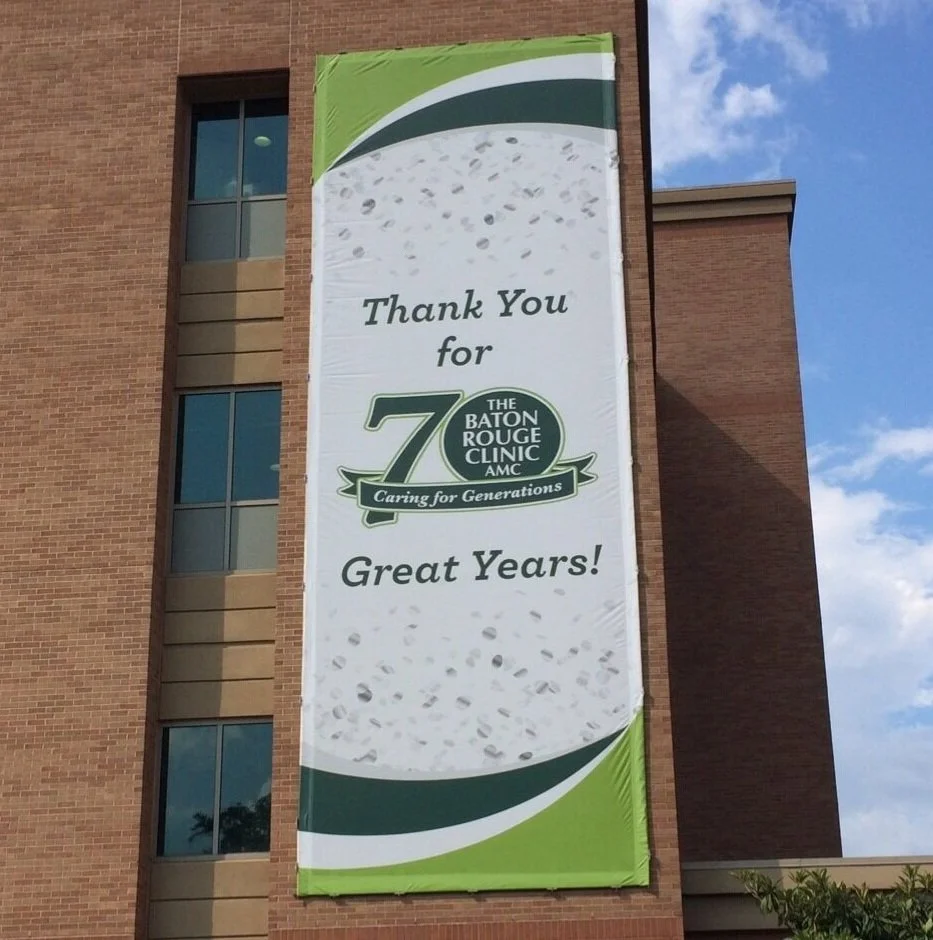 Thank You
for
70
THE
BATON
ROUGE
CLINIC
AMC
Caring for Generations
Great Years!